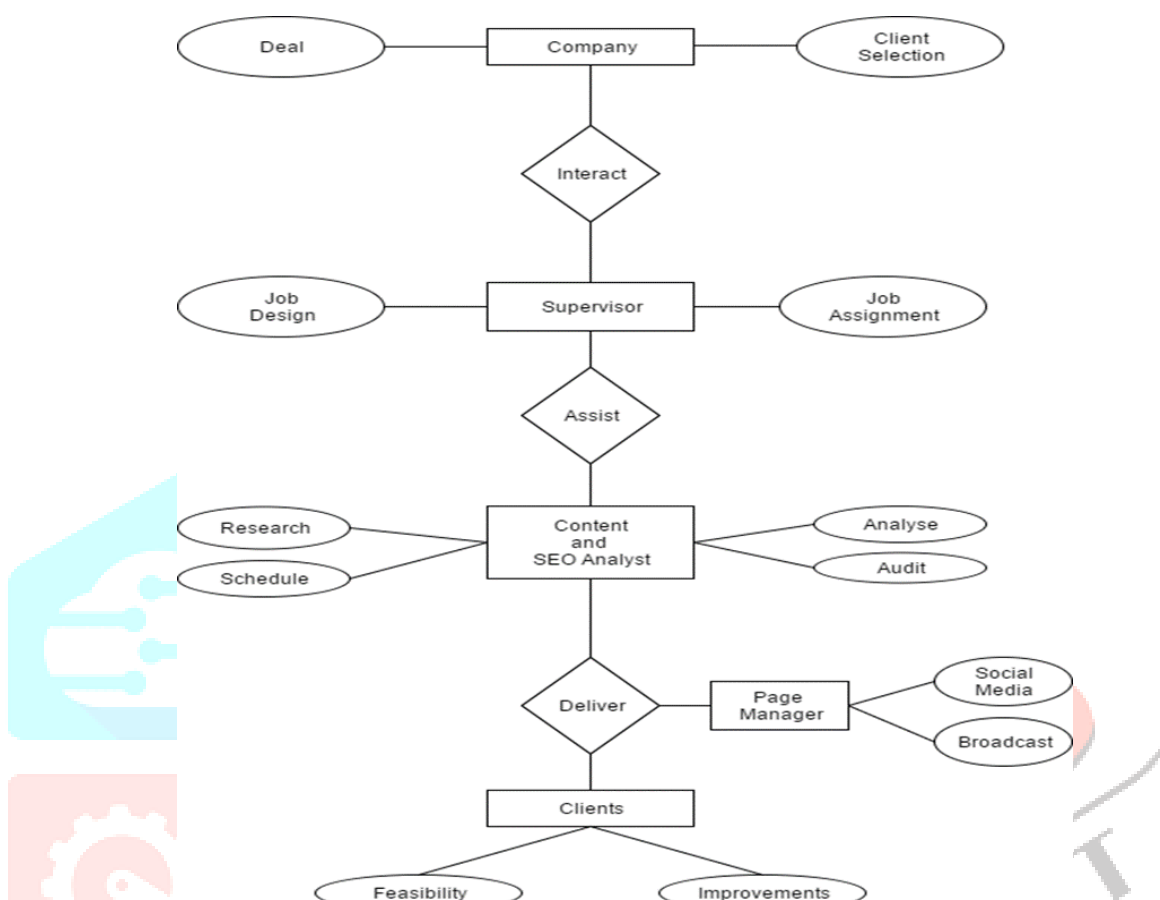 Deal
Company
Client
Selection
Interact
Job
Design
Supervisor
Job
Assignment
Assist
Research
Schedule
Content
and
SEO Analyst
Analyse
Audit
Deliver
Page
Manager
Social
Media
Broadcast
Clients
Feasibility
Improvements